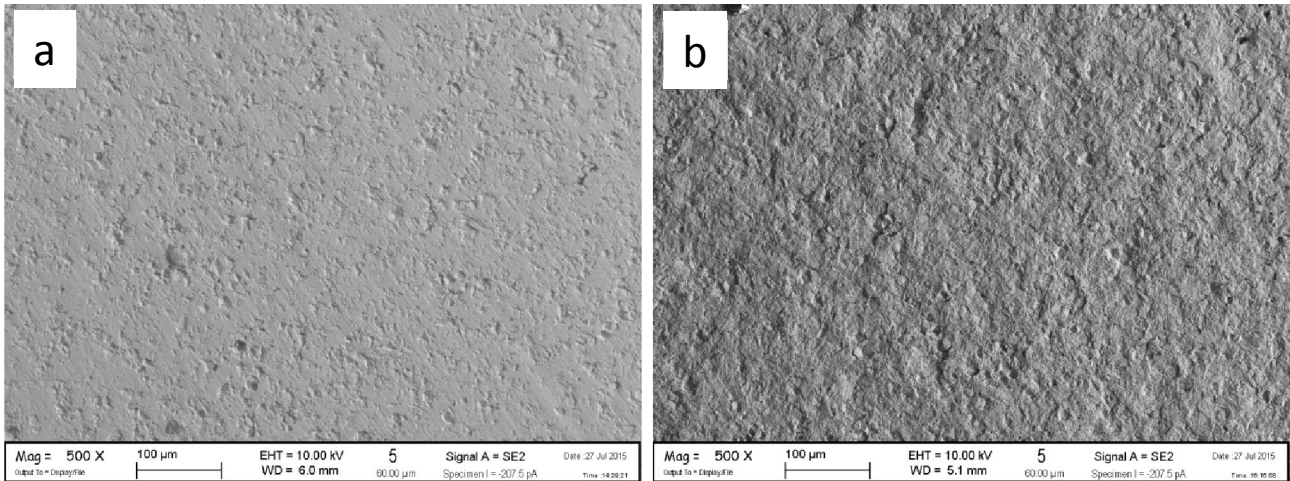 a
Mag = 500 X 100 µm EHT = 10.00 kV 5 Signal A = SE2 Date :27 Jul 2015
Output To = Display/File WD = 6.0 mm 60.00 µm Specimen I = -207.5 pA Time :14:29:21
b
Mag = 500 X 100 µm EHT = 10.00 kV 5 Signal A = SE2 Date :27 Jul 2015
Output To = Display/File WD = 5.1 mm 60.00 µm Specimen I = -207.5 pA